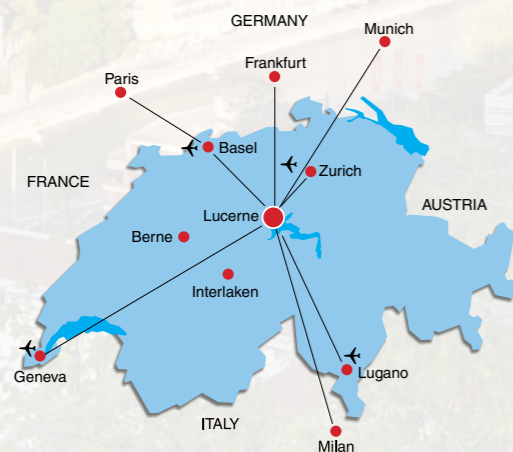 GERMANY
Munich
Frankfurt
Paris
Basel
Zurich
FRANCE
AUSTRIA
Lucerne
Berne
Interlaken
Geneva
Lugano
ITALY
Milan